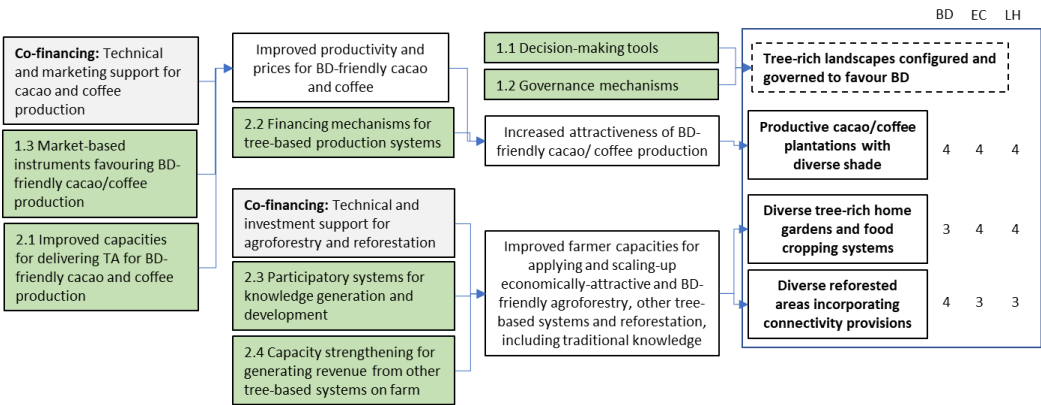 BD EC LH
Co-financing: Technical
and marketing support for
cacao and coffee
production
1.3 Market-based
instruments favouring BD-
friendly cacao/coffee
production
2.1 Improved capacities
for delivering TA for BD-
friendly cacao and coffee
production
Improved productivity and
prices for BD-friendly cacao
and coffee
2.2 Financing mechanisms for
tree-based production systems
Co-financing: Technical and
investment support for
agroforestry and reforestation
2.3 Participatory systems for
knowledge generation and
development
2.4 Capacity strengthening for
generating revenue from other
tree-based systems on farm
1.1 Decision-making tools
1.2 Governance mechanisms
Increased attractiveness of BD-
friendly cacao/ coffee production
Improved farmer capacities for
applying and scaling-up
economically-attractive and BD-
friendly agroforestry, other tree-
based systems and reforestation,
including traditional knowledge
Tree-rich landscapes configured and
governed to favour BD
Productive cacao/coffee
plantations with
diverse shade
4 4 4
Diverse tree-rich home
gardens and food
cropping systems
3 4 4
Diverse reforested
areas incorporating
connectivity provisions
4 3 3